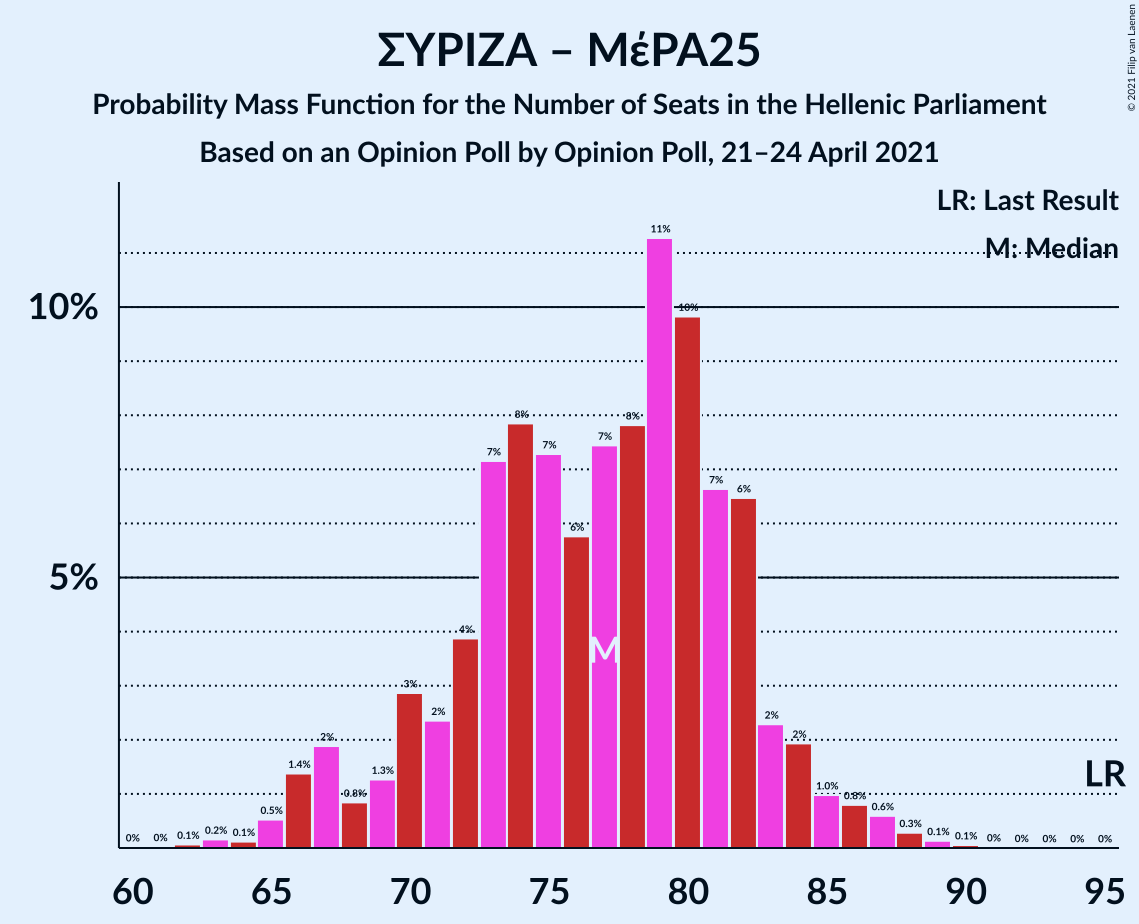 ΣΥΡΙΖΑ – ΜέΡΑ25
Probability Mass Function for the Number of Seats in the Hellenic Parliament
Based on an Opinion Poll by Opinion Poll, 21–24 April 2021
© 2021 Filip van Laenen
LR: Last Result
M: Median
10%
5%
0% 0% 0.1% 0.2% 0.1% 0.5% 1.4% 2% 0.8% 1.3% 3% 2% 4% 7% 8% 7% 6% 7% 8% 11% 10% 7% 6% 2% 2% 1.0% 0.8% 0.6% 0.3% 0.1% 0.1% 0% 0% 0% 0% 0%
M
LR
60 65 70 75 80 85 90 95